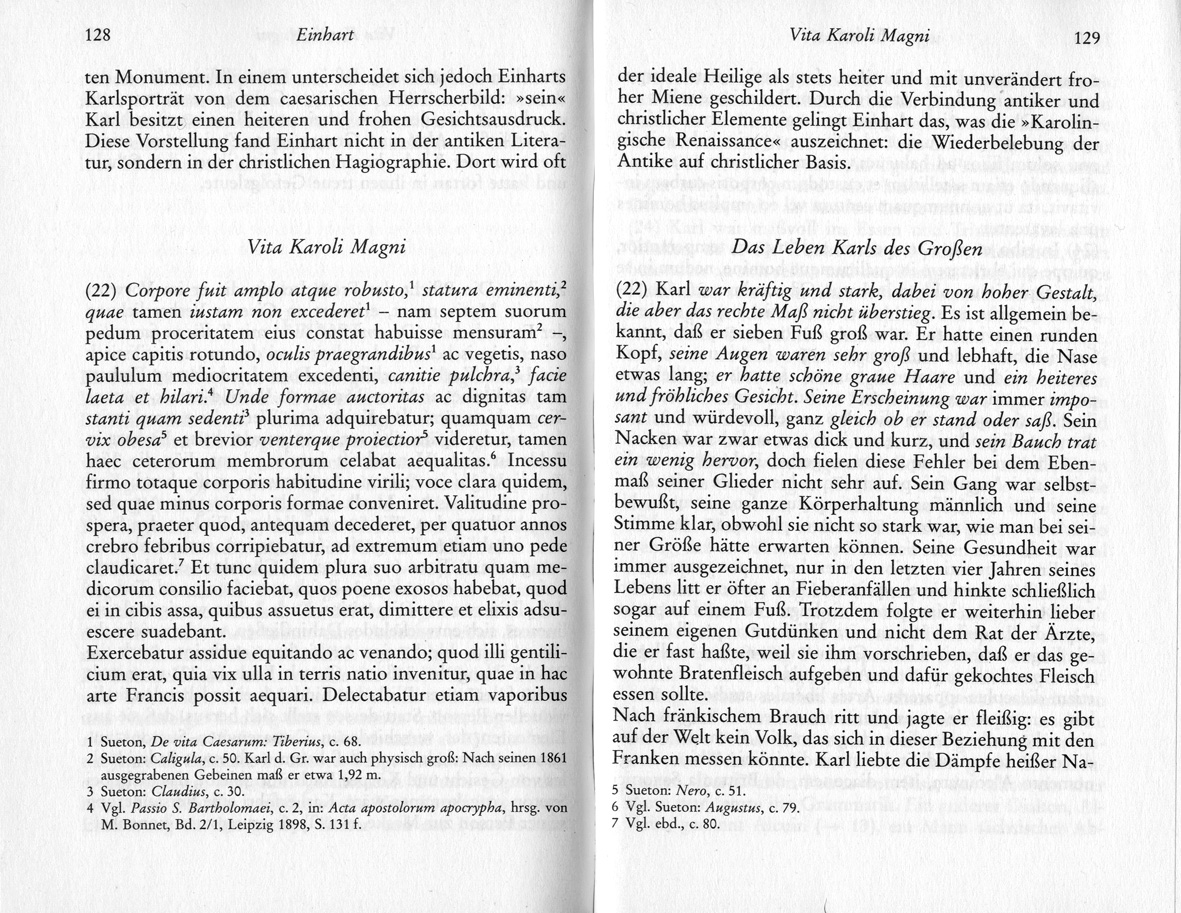 128
Einhart
ten Monument. In einem unterscheidet sich jedoch Einharts
Karlsporträt von dem caesarischen Herrscherbild: »sein«
Karl besitzt einen heiteren und frohen Gesichtsausdruck.
Diese Vorstellung fand Einhart nicht in der antiken Litera-
tur, sondern in der christlichen Hagiographie. Dort wird oft
Vita Karoli Magni
(22) Corpore fuit amplo atque robusto,¹ statura eminenti,²
quae tamen iustam non excederet¹ – nam septem suorum
pedum proceritatem eius constat habuisse mensuram² –,
apice capitis rotundo, oculis praegrandibus¹ ac vegetis, naso
paululum mediocritatem excedenti, canitie pulchra,³ facie
laeta et hilari.⁴ Unde formae auctoritas ac dignitas tam
stanti quam sedenti³ plurima adquirebatur; quamquam cer-
vix obesa⁵ et brevior venterque proiectior⁵ videretur, tamen
haec ceterorum membrorum celabat aequalitas.⁶ Incessu
firmo totaque corporis habitudine virili; voce clara quidem,
sed quae minus corporis formae conveniret. Valitudine pro-
spera, praeter quod, antequam decederet, per quatuor annos
crebro febribus corripiebatur, ad extremum etiam uno pede
claudicaret.⁷ Et tunc quidem plura suo arbitratu quam me-
dicorum consilio faciebat, quos poene exosos habebat, quod
ei in cibis assa, quibus assuetus erat, dimittere et elixis adsu-
escere suadebant.
Exercebatur assidue equitando ac venando; quod illi gentili-
cium erat, quia vix ulla in terris natio invenitur, quae in hac
arte Francis possit aequari. Delectabatur etiam vaporibus
1 Sueton, De vita Caesarum: Tiberius, c. 68.
2 Sueton: Caligula, c. 50. Karl d. Gr. war auch physisch groß: Nach seinen 1861
ausgegrabenen Gebeinen maß er etwa 1,92 m.
3 Sueton: Claudius, c. 30.
4 Vgl. Passio S. Bartholomaei, c. 2, in: Acta apostolorum apocrypha, hrsg. von
M. Bonnet, Bd. 2/1, Leipzig 1898, S. 131 f.
Vita Karoli Magni
129
der ideale Heilige als stets heiter und mit unverändert fro-
her Miene geschildert. Durch die Verbindung antiker und
christlicher Elemente gelingt Einhart das, was die »Karolin-
gische Renaissance« auszeichnet: die Wiederbelebung der
Antike auf christlicher Basis.
Das Leben Karls des Großen
(22) Karl war kräftig und stark, dabei von hoher Gestalt,
die aber das rechte Maß nicht überstieg. Es ist allgemein be-
kannt, daß er sieben Fuß groß war. Er hatte einen runden
Kopf, seine Augen waren sehr groß und lebhaft, die Nase
etwas lang; er hatte schöne graue Haare und ein heiteres
und fröhliches Gesicht. Seine Erscheinung war immer impo-
sant und würdevoll, ganz gleich ob er stand oder saß. Sein
Nacken war zwar etwas dick und kurz, und sein Bauch trat
ein wenig hervor, doch fielen diese Fehler bei dem Eben-
maß seiner Glieder nicht sehr auf. Sein Gang war selbst-
bewußt, seine ganze Körperhaltung männlich und seine
Stimme klar, obwohl sie nicht so stark war, wie man bei sei-
ner Größe hätte erwarten können. Seine Gesundheit war
immer ausgezeichnet, nur in den letzten vier Jahren seines
Lebens litt er öfter an Fieberanfällen und hinkte schließlich
sogar auf einem Fuß. Trotzdem folgte er weiterhin lieber
seinem eigenen Gutdünken und nicht dem Rat der Ärzte,
die er fast haßte, weil sie ihm vorschrieben, daß er das ge-
wohnte Bratenfleisch aufgeben und dafür gekochtes Fleisch
essen sollte.
Nach fränkischem Brauch ritt und jagte er fleißig: es gibt
auf der Welt kein Volk, das sich in dieser Beziehung mit den
Franken messen könnte. Karl liebte die Dämpfe heißer Na-
5 Sueton: Nero, c. 51.
6 Vgl. Sueton: Augustus, c. 79.
7 Vgl. ebd., c. 80.